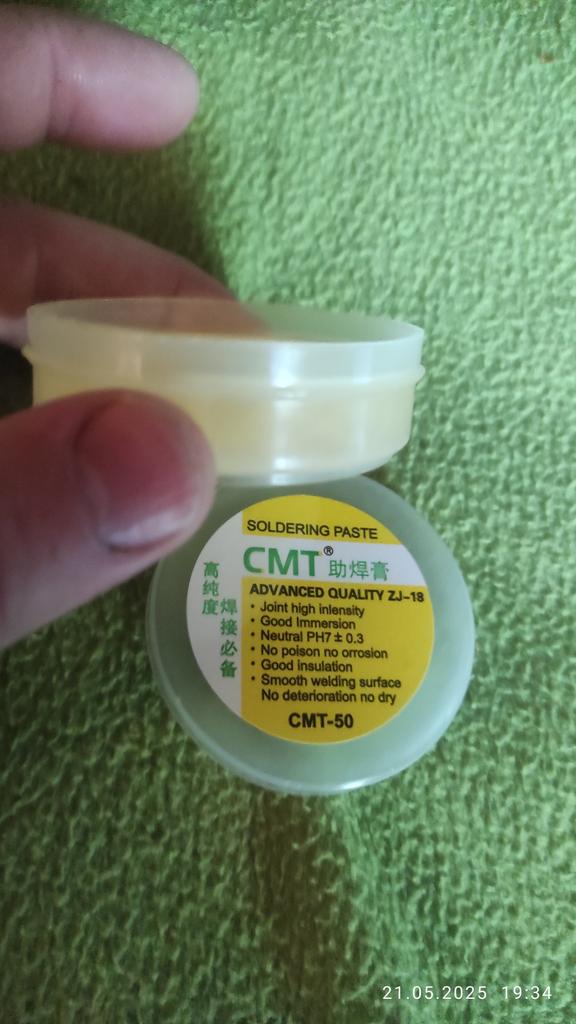 SOLDERING PASTE
CMT® 助焊膏
高纯度
焊接必备
ADVANCED QUALITY ZJ-18
• Joint high inlensity
• Good Immersion
• Neutral PH7 ± 0.3
• No poison no orrosion
• Good insulation
• Smooth welding surface
No deterioration no dry
CMT-50
21.05.2025 19:34